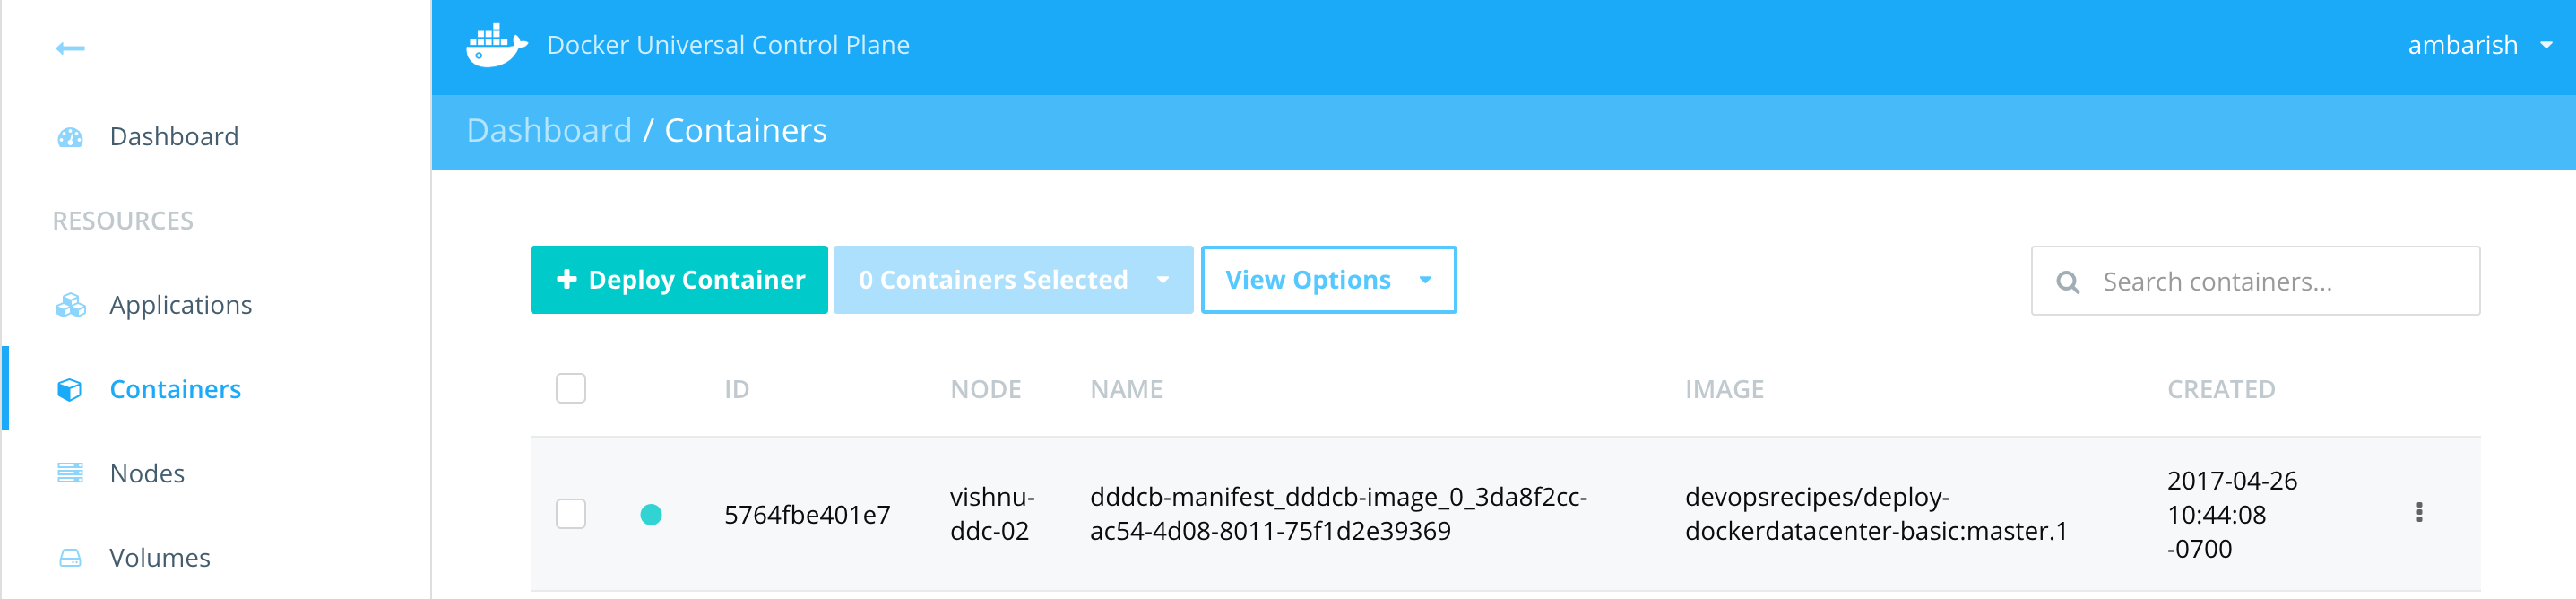 Docker Universal Control Plane
ambarish
Dashboard / Containers
Dashboard
RESOURCES
Applications
Containers
Nodes
Volumes
+ Deploy Container
0 Containers Selected
View Options
Search containers...
ID NODE NAME IMAGE CREATED
5764fbe401e7
vishnu-
ddc-02
dddcb-manifest_dddcb-image_0_3da8f2cc-
ac54-4d08-8011-75f1d2e39369
devopsrecipes/deploy-
dockerdatacenter-basic:master.1
2017-04-26
10:44:08
-0700